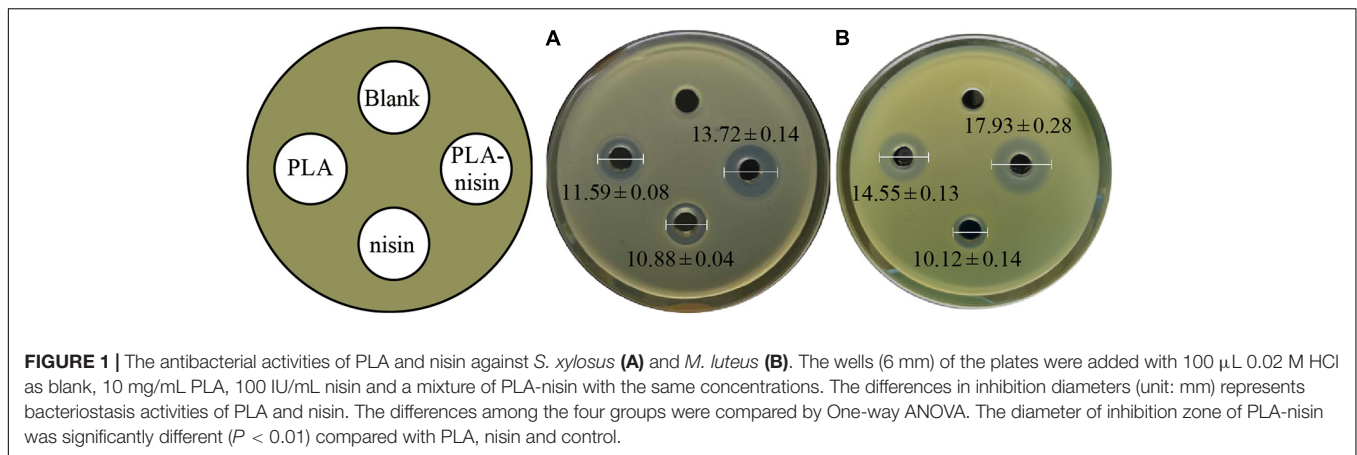 Blank
PLA
PLA-
nisin
nisin
A
13.72 ± 0.14
11.59 ± 0.08
10.88 ± 0.04
B
17.93 ± 0.28
14.55 ± 0.13
10.12 ± 0.14
FIGURE 1 | The antibacterial activities of PLA and nisin against S. xylosus (A) and M. luteus (B). The wells (6 mm) of the plates were added with 100 μL 0.02 M HCl
as blank, 10 mg/mL PLA, 100 IU/mL nisin and a mixture of PLA-nisin with the same concentrations. The differences in inhibition diameters (unit: mm) represents
bacteriostasis activities of PLA and nisin. The differences among the four groups were compared by One-way ANOVA. The diameter of inhibition zone of PLA-nisin
was significantly different (P < 0.01) compared with PLA, nisin and control.